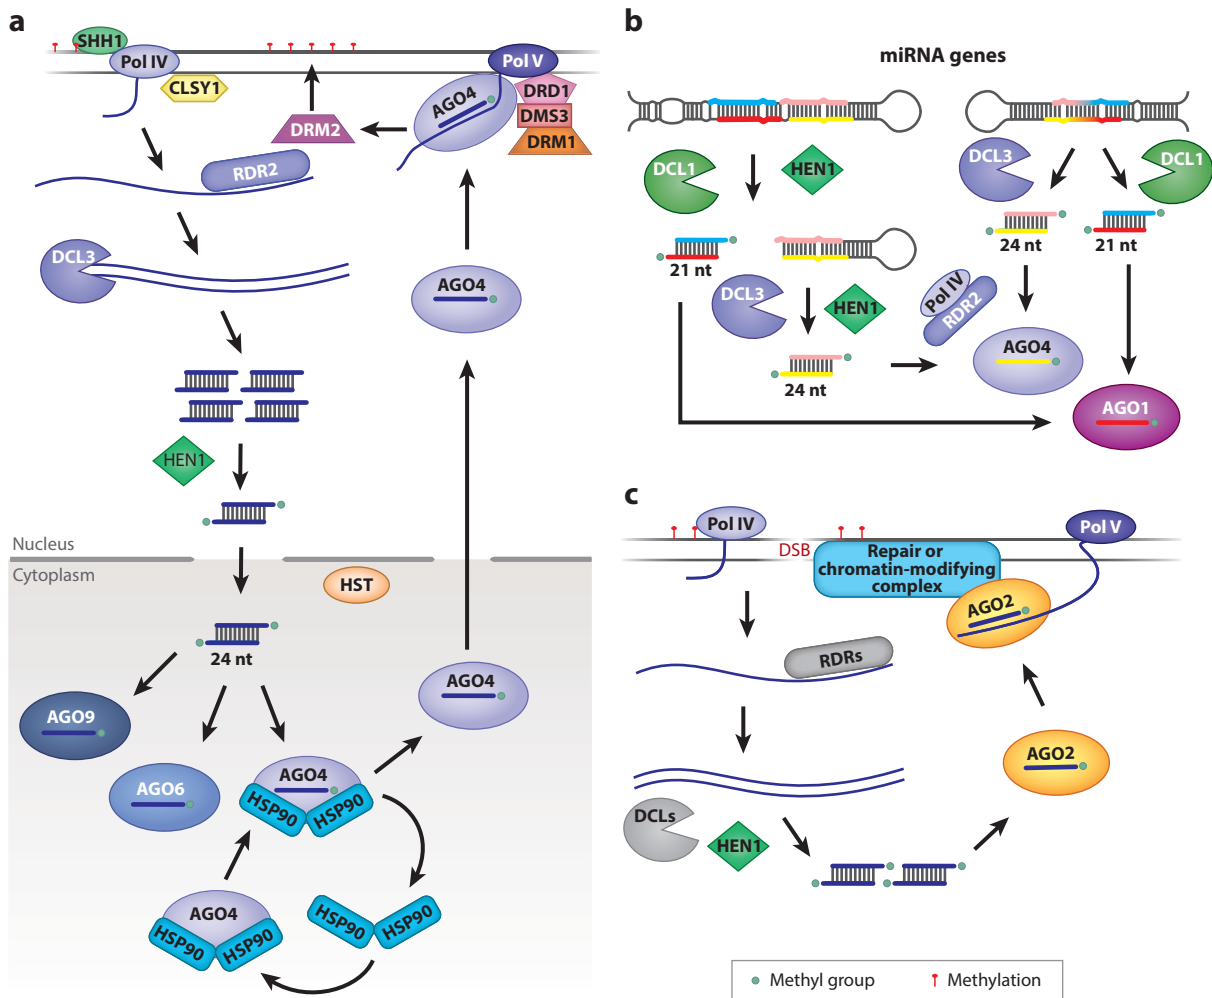 a
SHH1
Pol IV
CLSY1
DRM2
AGO4
Pol V
DRD1
DMS3
DRM1
RDR2
DCL3
AGO4
HEN1
Nucleus
Cytoplasm
HST
24 nt
AGO9
AGO6
AGO4
HSP90
HSP90
AGO4
AGO4
HSP90
HSP90
HSP90
HSP90
b
miRNA genes
DCL1
HEN1
DCL3
DCL1
21 nt
24 nt
21 nt
DCL3
HEN1
Pol IV
RDR2
24 nt
AGO4
AGO1
c
Pol IV
DSB
Repair or
chromatin-modifying
complex
Pol V
AGO2
RDRs
AGO2
DCLs
HEN1
Methyl group
Methylation